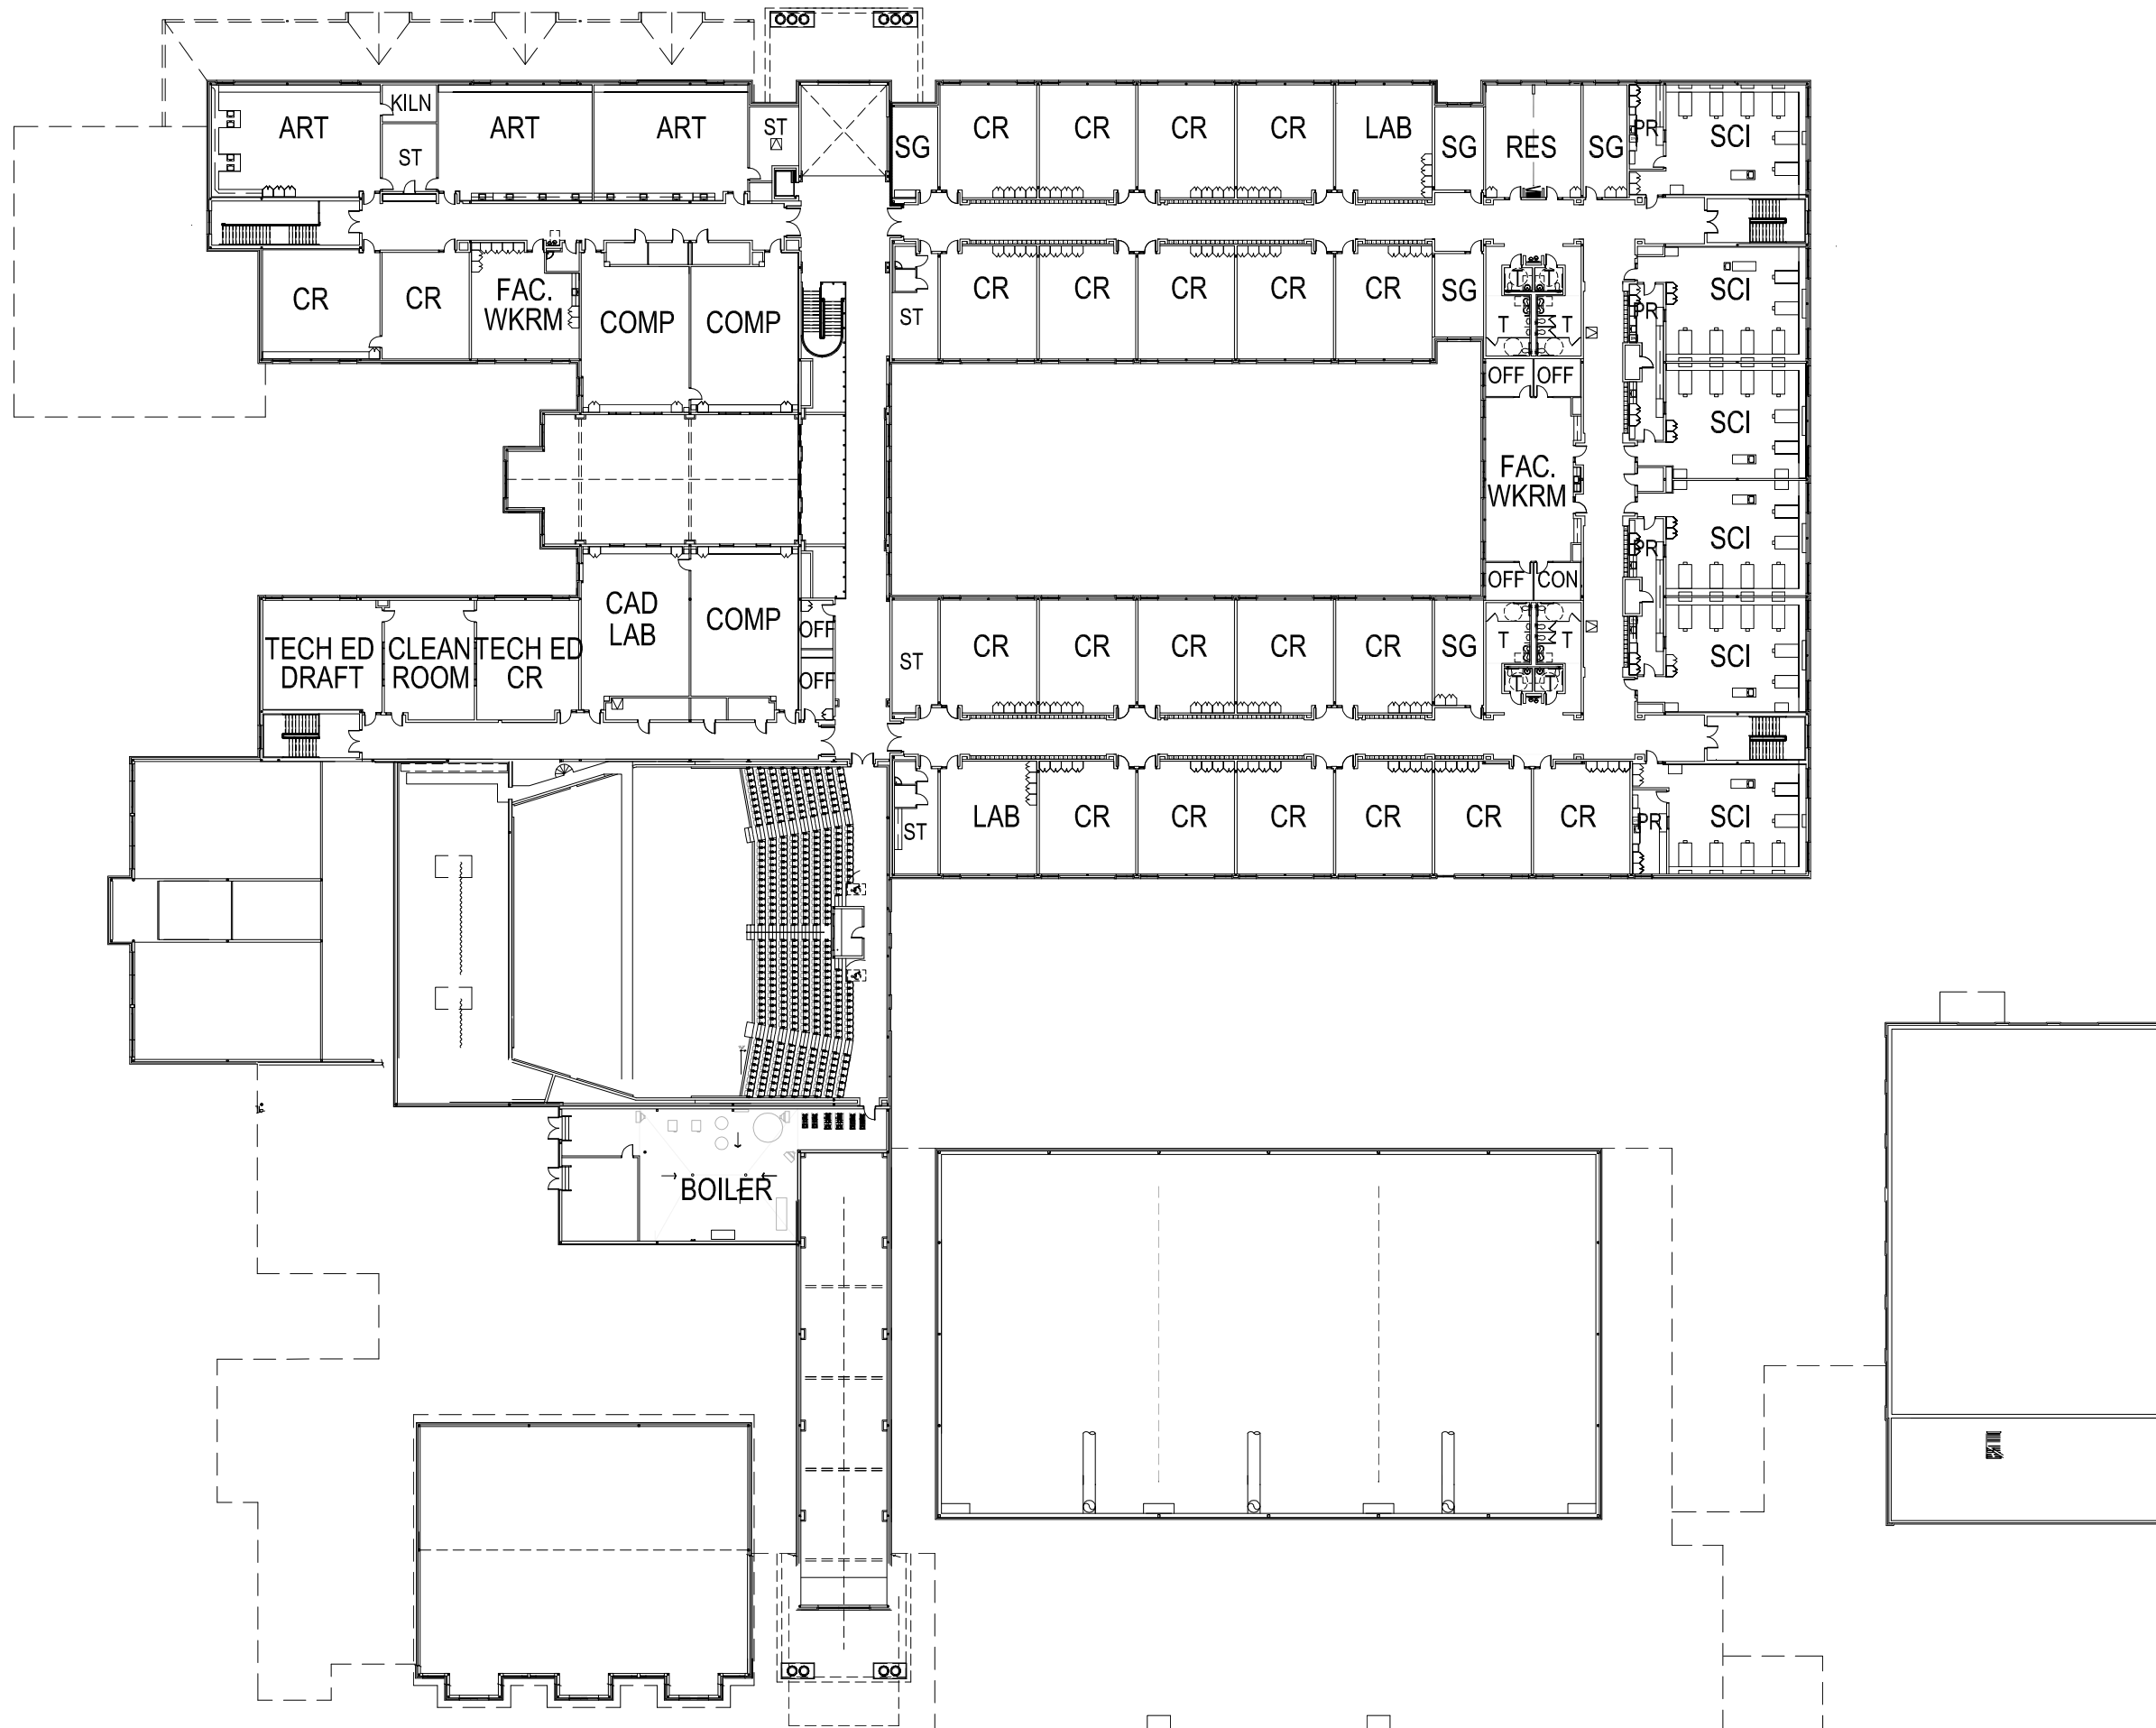 KILN
ART
ART
ART
ST
ST
SG
CR
CR
CR
CR
LAB
SG
RES
SG
PR
SCI
CR
CR
FAC.
WKRM
COMP
COMP
ST
CR
CR
CR
CR
CR
SG
T
T
PR
SCI
OFF
OFF
SCI
FAC.
WKRM
OFF
CON
PR
SCI
TECH ED
DRAFT
CLEAN
ROOM
TECH ED
CR
CAD
LAB
COMP
OFF
OFF
ST
CR
CR
CR
CR
CR
SG
T
T
SCI
ST
LAB
CR
CR
CR
CR
CR
CR
PR
SCI
BOILER